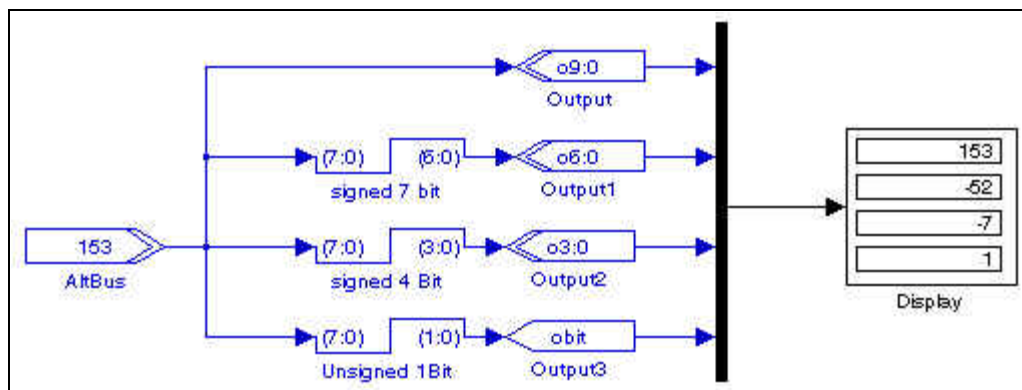 o9:0
Output
(7:0) (6:0)
signed 7 bit
o6:0
Output1
153
AltBus
(7:0) (3:0)
signed 4 Bit
o3:0
Output2
(7:0) (1:0)
Unsigned 1Bit
obit
Output3
153
-52
-7
1
Display